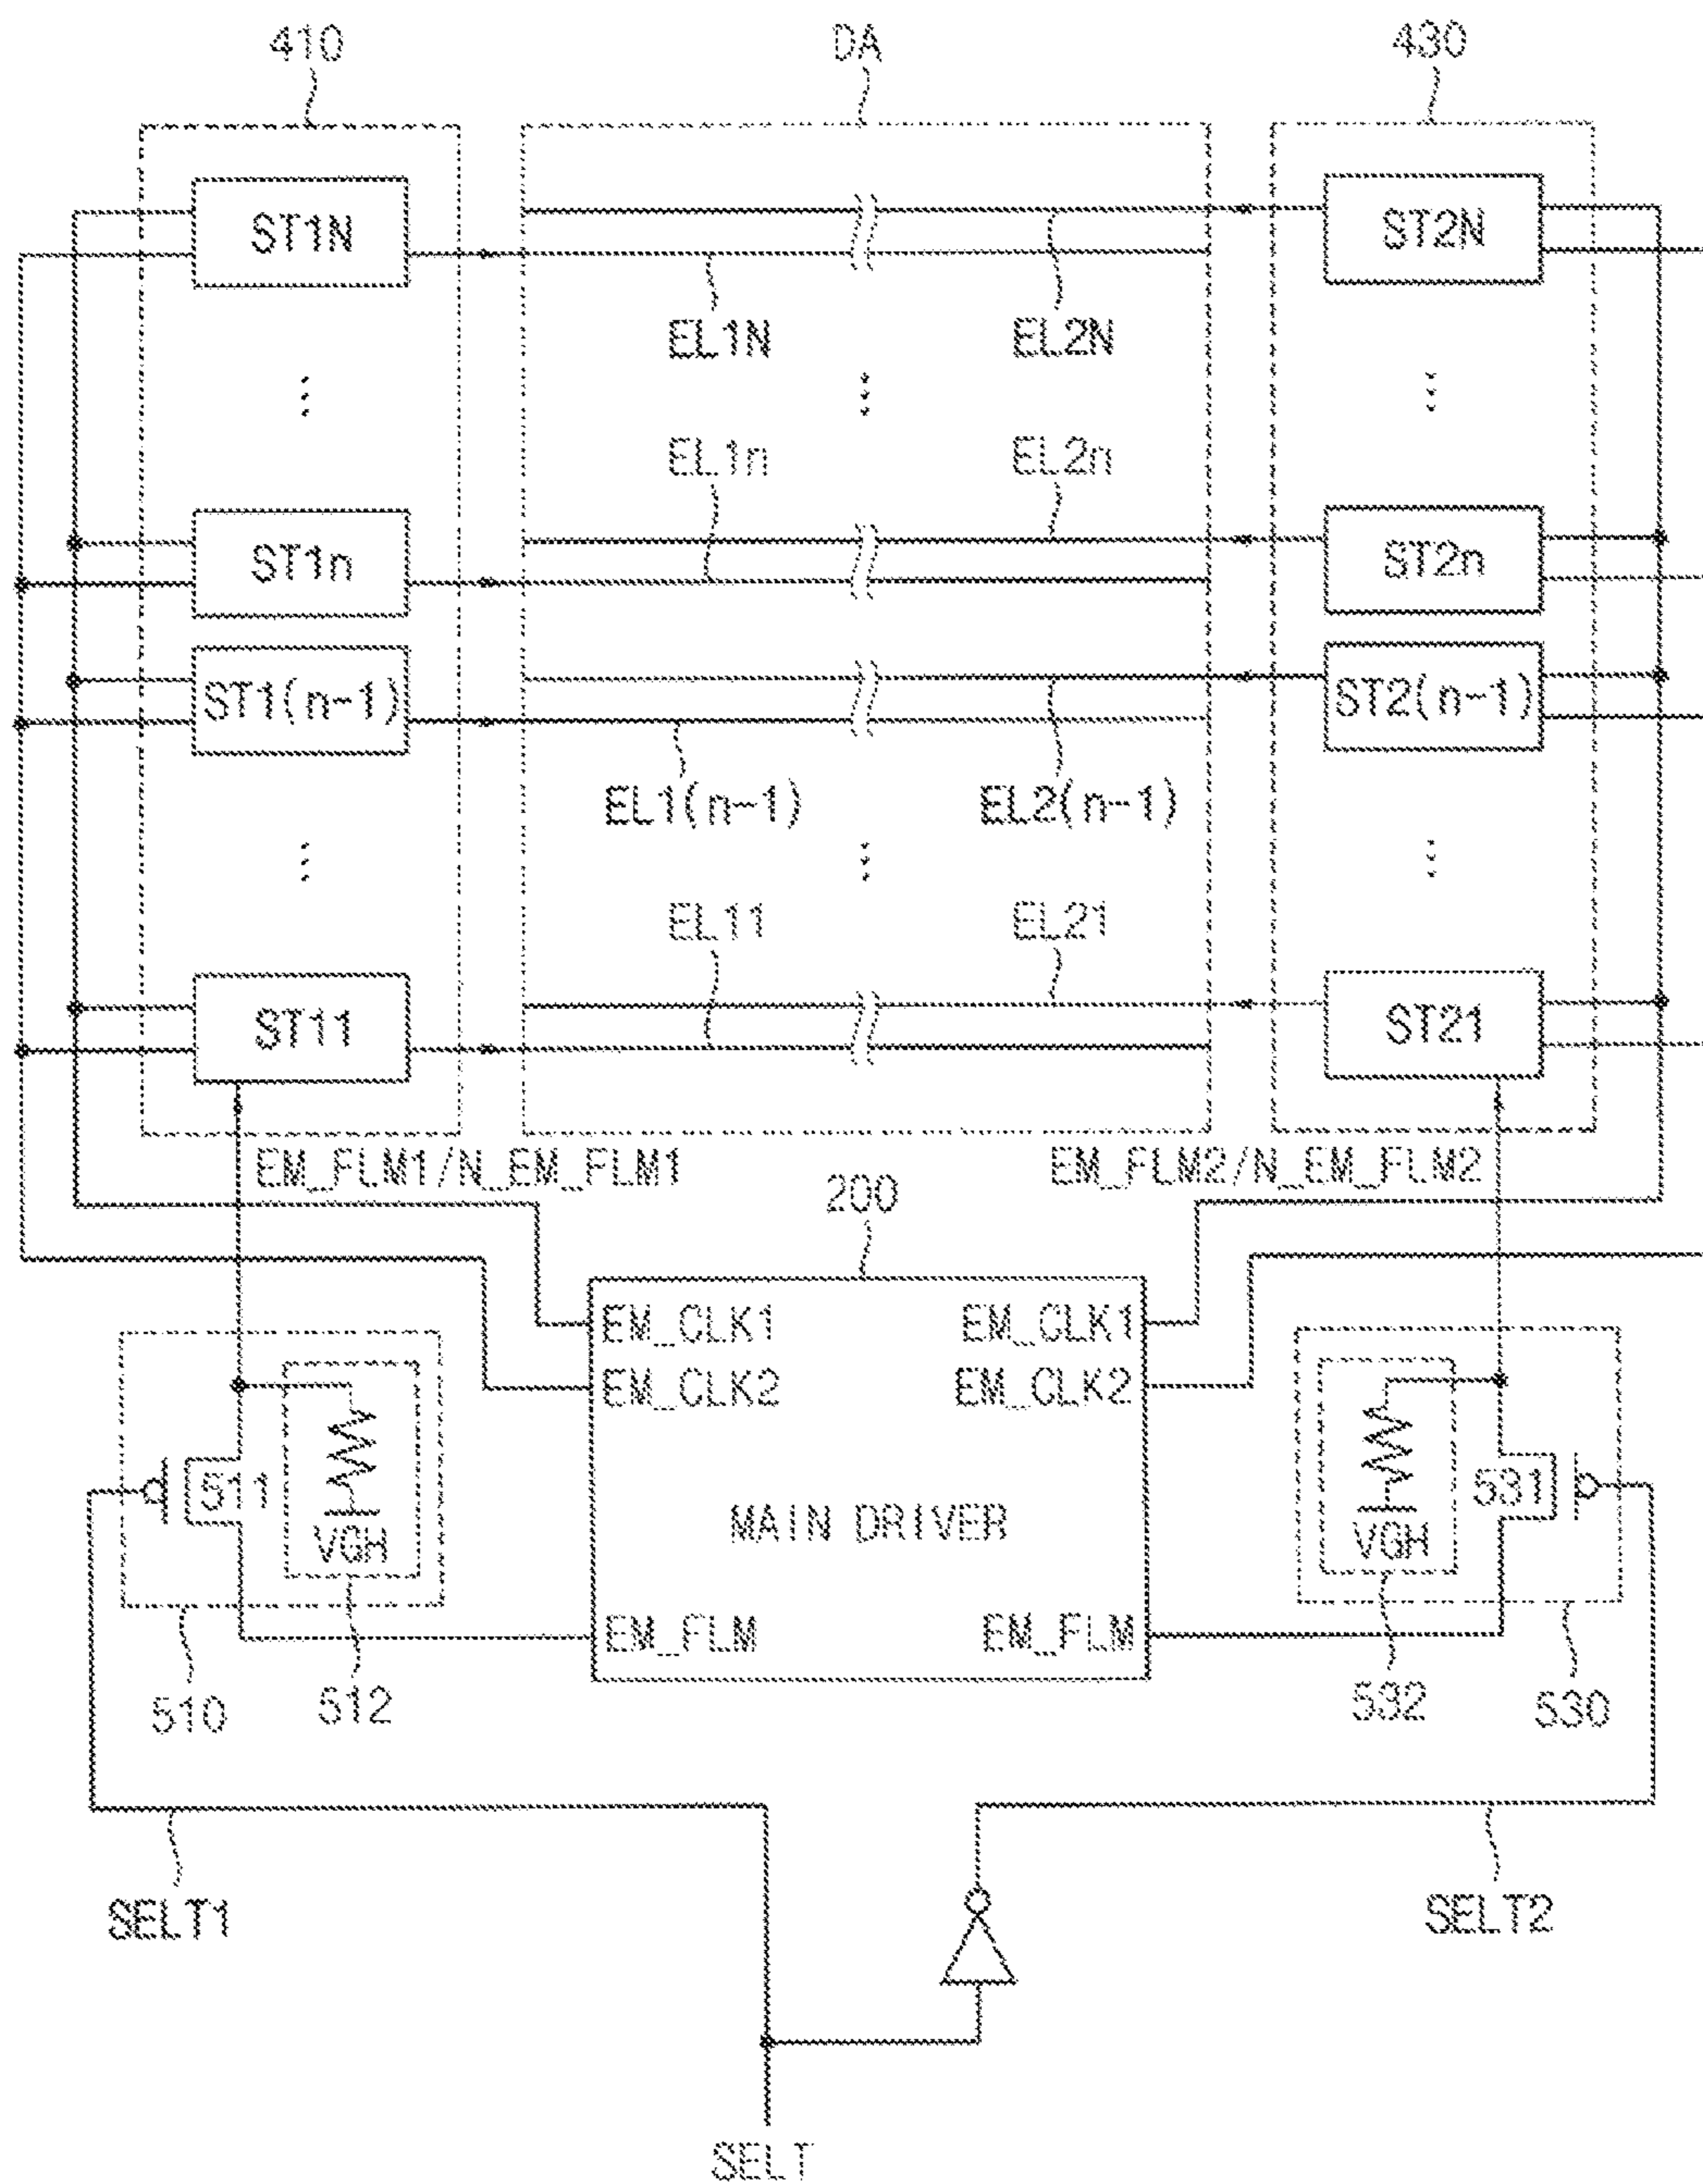 410 DA 430
ST1N ST2N
EL1N EL2N
EL1n EL2n
ST1n ST2n
ST1(n-1) ST2(n-1)
EL1(n-1) EL2(n-1)
EL11 EL21
ST11 ST21
EM_FLM1/N_EM_FLM1 EM_FLM2/N_EM_FLM2
200
EM_CLK1 EM_CLK1
EM_CLK2 EM_CLK2
511 531
MAIN DRIVER
VGH VGH
EM_FLM EM_FLM
510 512 532 530
SELT1 SELT2
SELT